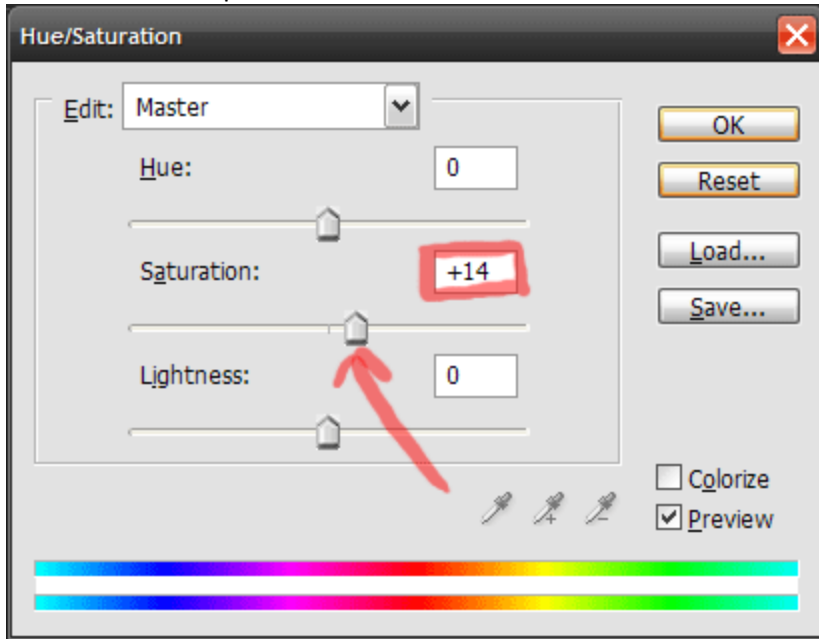 Hue/Saturation
Edit: Master
OK
Hue: 0
Reset
Saturation: +14
Load...
Save...
Lightness: 0
Colorize
Preview